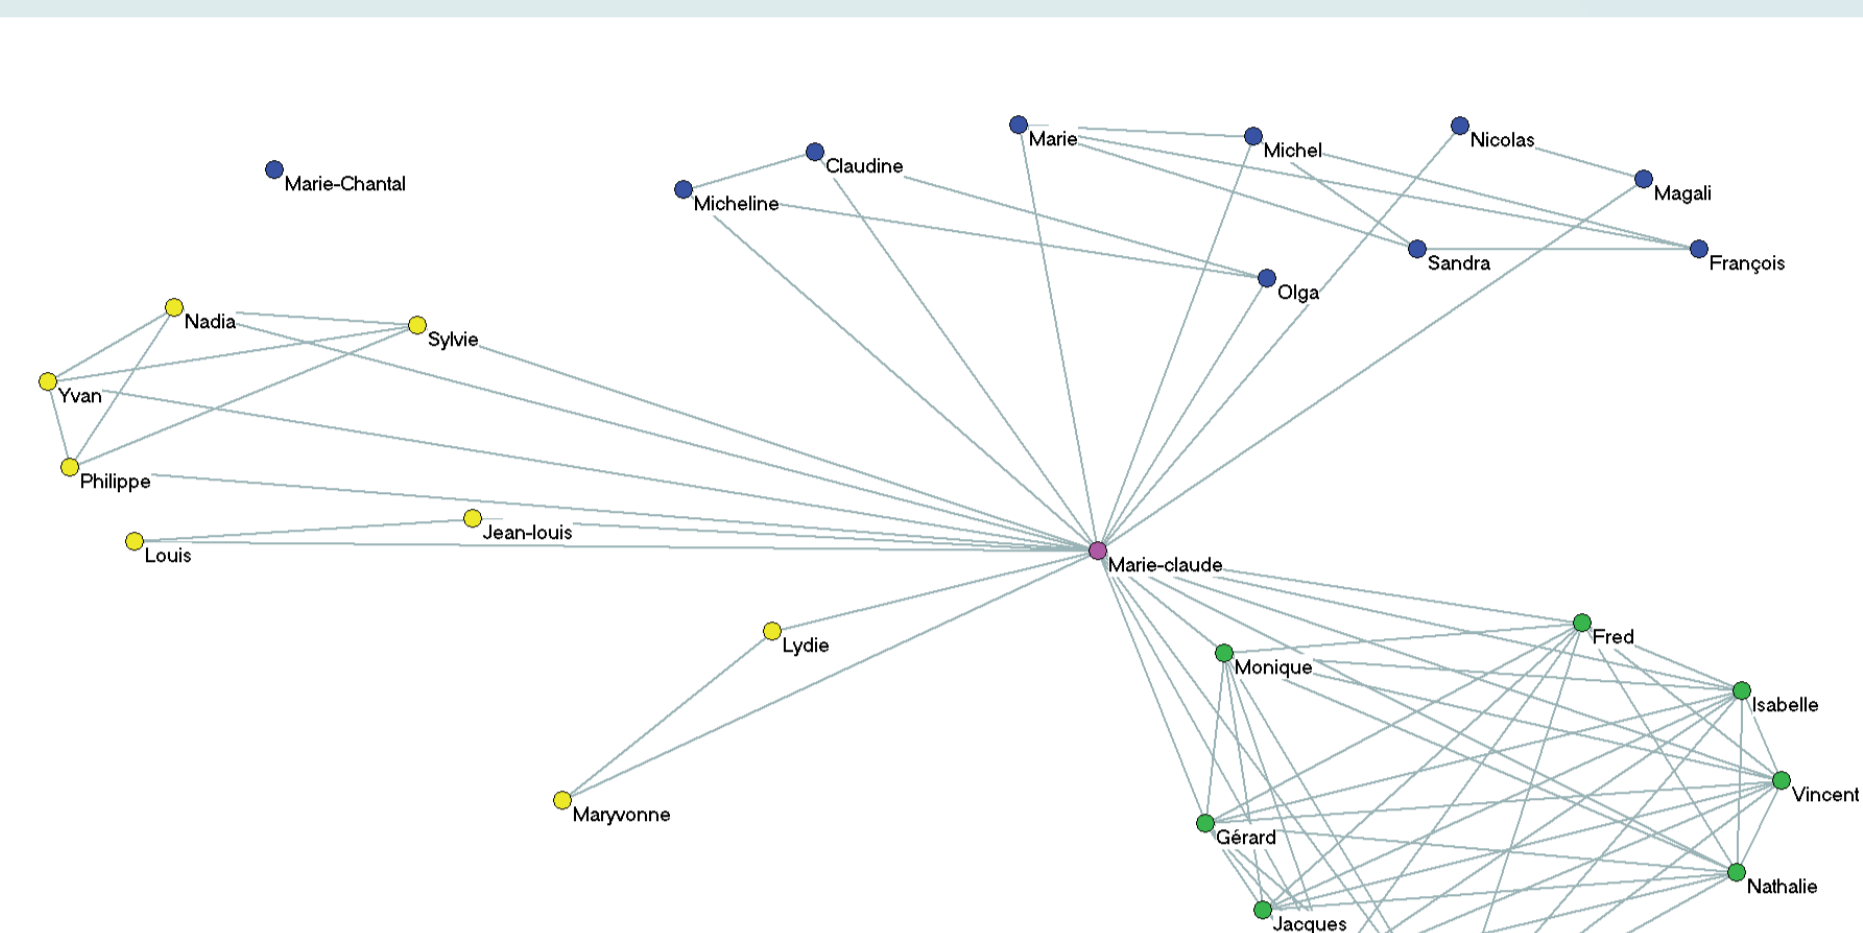 Marie
Michel
Nicolas
Claudine
Marie-Chantal
Micheline
Magali
Sandra
François
Olga
Nadia
Sylvie
Yvan
Philippe
Jean-louis
Louis
Marie-claude
Fred
Lydie
Monique
Isabelle
Vincent
Maryvonne
Gérard
Nathalie
Jacques